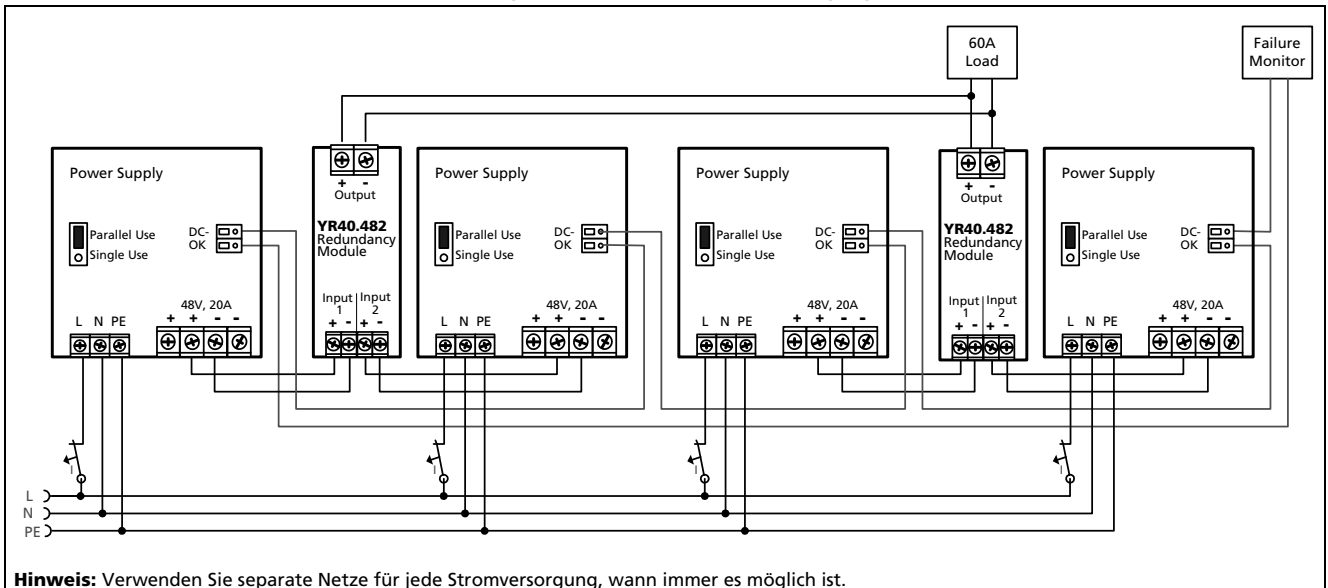 60A
Load
Failure
Monitor
Power Supply
Parallel Use
Single Use
DC-
OK
48V, 20A
L N PE
+ + - -
+ -
Output
YR40.482
Redundancy
Module
Input Input
1 2
+ - + -
Power Supply
Parallel Use
Single Use
DC-
OK
48V, 20A
L N PE
+ + - -
Power Supply
Parallel Use
Single Use
DC-
OK
48V, 20A
L N PE
+ + - -
+ -
Output
YR40.482
Redundancy
Module
Input Input
1 2
+ - + -
Power Supply
Parallel Use
Single Use
DC-
OK
48V, 20A
L N PE
+ + - -
I
I
I
I
L
N
PE
Hinweis: Verwenden Sie separate Netze für jede Stromversorgung, wann immer es möglich ist.